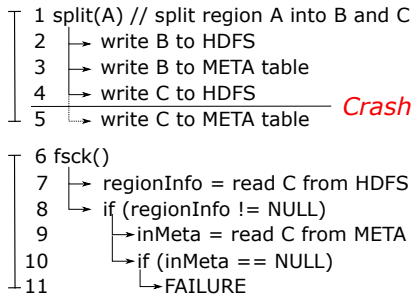 1 split(A) // split region A into B and C
2 write B to HDFS
3 write B to META table
4 write C to HDFS
Crash
5 write C to META table
6 fsck()
7 regionInfo = read C from HDFS
8 if (regionInfo != NULL)
9 inMeta = read C from META
10 if (inMeta == NULL)
11 FAILURE